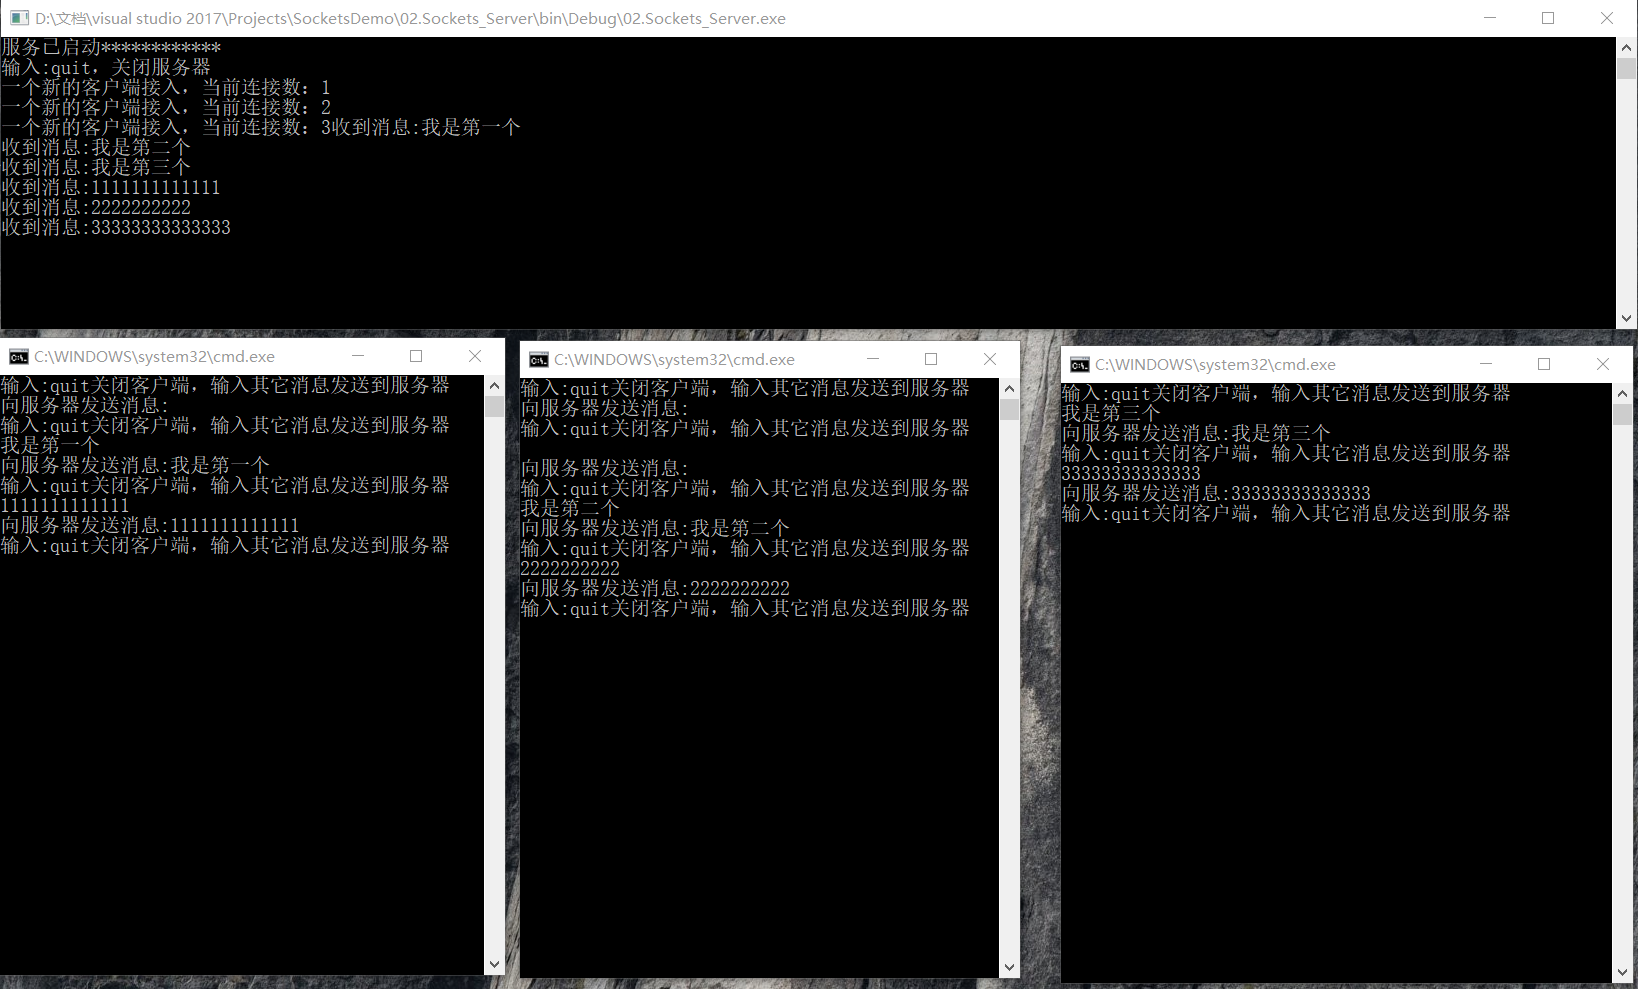 D:\文档\visual studio 2017\Projects\SocketsDemo\02.Sockets_Server\bin\Debug\02.Sockets_Server.exe
服务已启动************
输入:quit，关闭服务器
一个新的客户端接入，当前连接数：1
一个新的客户端接入，当前连接数：2
一个新的客户端接入，当前连接数：3收到消息:我是第一个
收到消息:我是第二个
收到消息:我是第三个
收到消息:1111111111111
收到消息:2222222222
收到消息:33333333333333
C:\WINDOWS\system32\cmd.exe
输入:quit关闭客户端，输入其它消息发送到服务器
向服务器发送消息:
输入:quit关闭客户端，输入其它消息发送到服务器
我是第一个
向服务器发送消息:我是第一个
输入:quit关闭客户端，输入其它消息发送到服务器
1111111111111
向服务器发送消息:1111111111111
输入:quit关闭客户端，输入其它消息发送到服务器
C:\WINDOWS\system32\cmd.exe
输入:quit关闭客户端，输入其它消息发送到服务器
向服务器发送消息:
输入:quit关闭客户端，输入其它消息发送到服务器
向服务器发送消息:
输入:quit关闭客户端，输入其它消息发送到服务器
我是第二个
向服务器发送消息:我是第二个
输入:quit关闭客户端，输入其它消息发送到服务器
2222222222
向服务器发送消息:2222222222
输入:quit关闭客户端，输入其它消息发送到服务器
C:\WINDOWS\system32\cmd.exe
输入:quit关闭客户端，输入其它消息发送到服务器
我是第三个
向服务器发送消息:我是第三个
输入:quit关闭客户端，输入其它消息发送到服务器
33333333333333
向服务器发送消息:33333333333333
输入:quit关闭客户端，输入其它消息发送到服务器